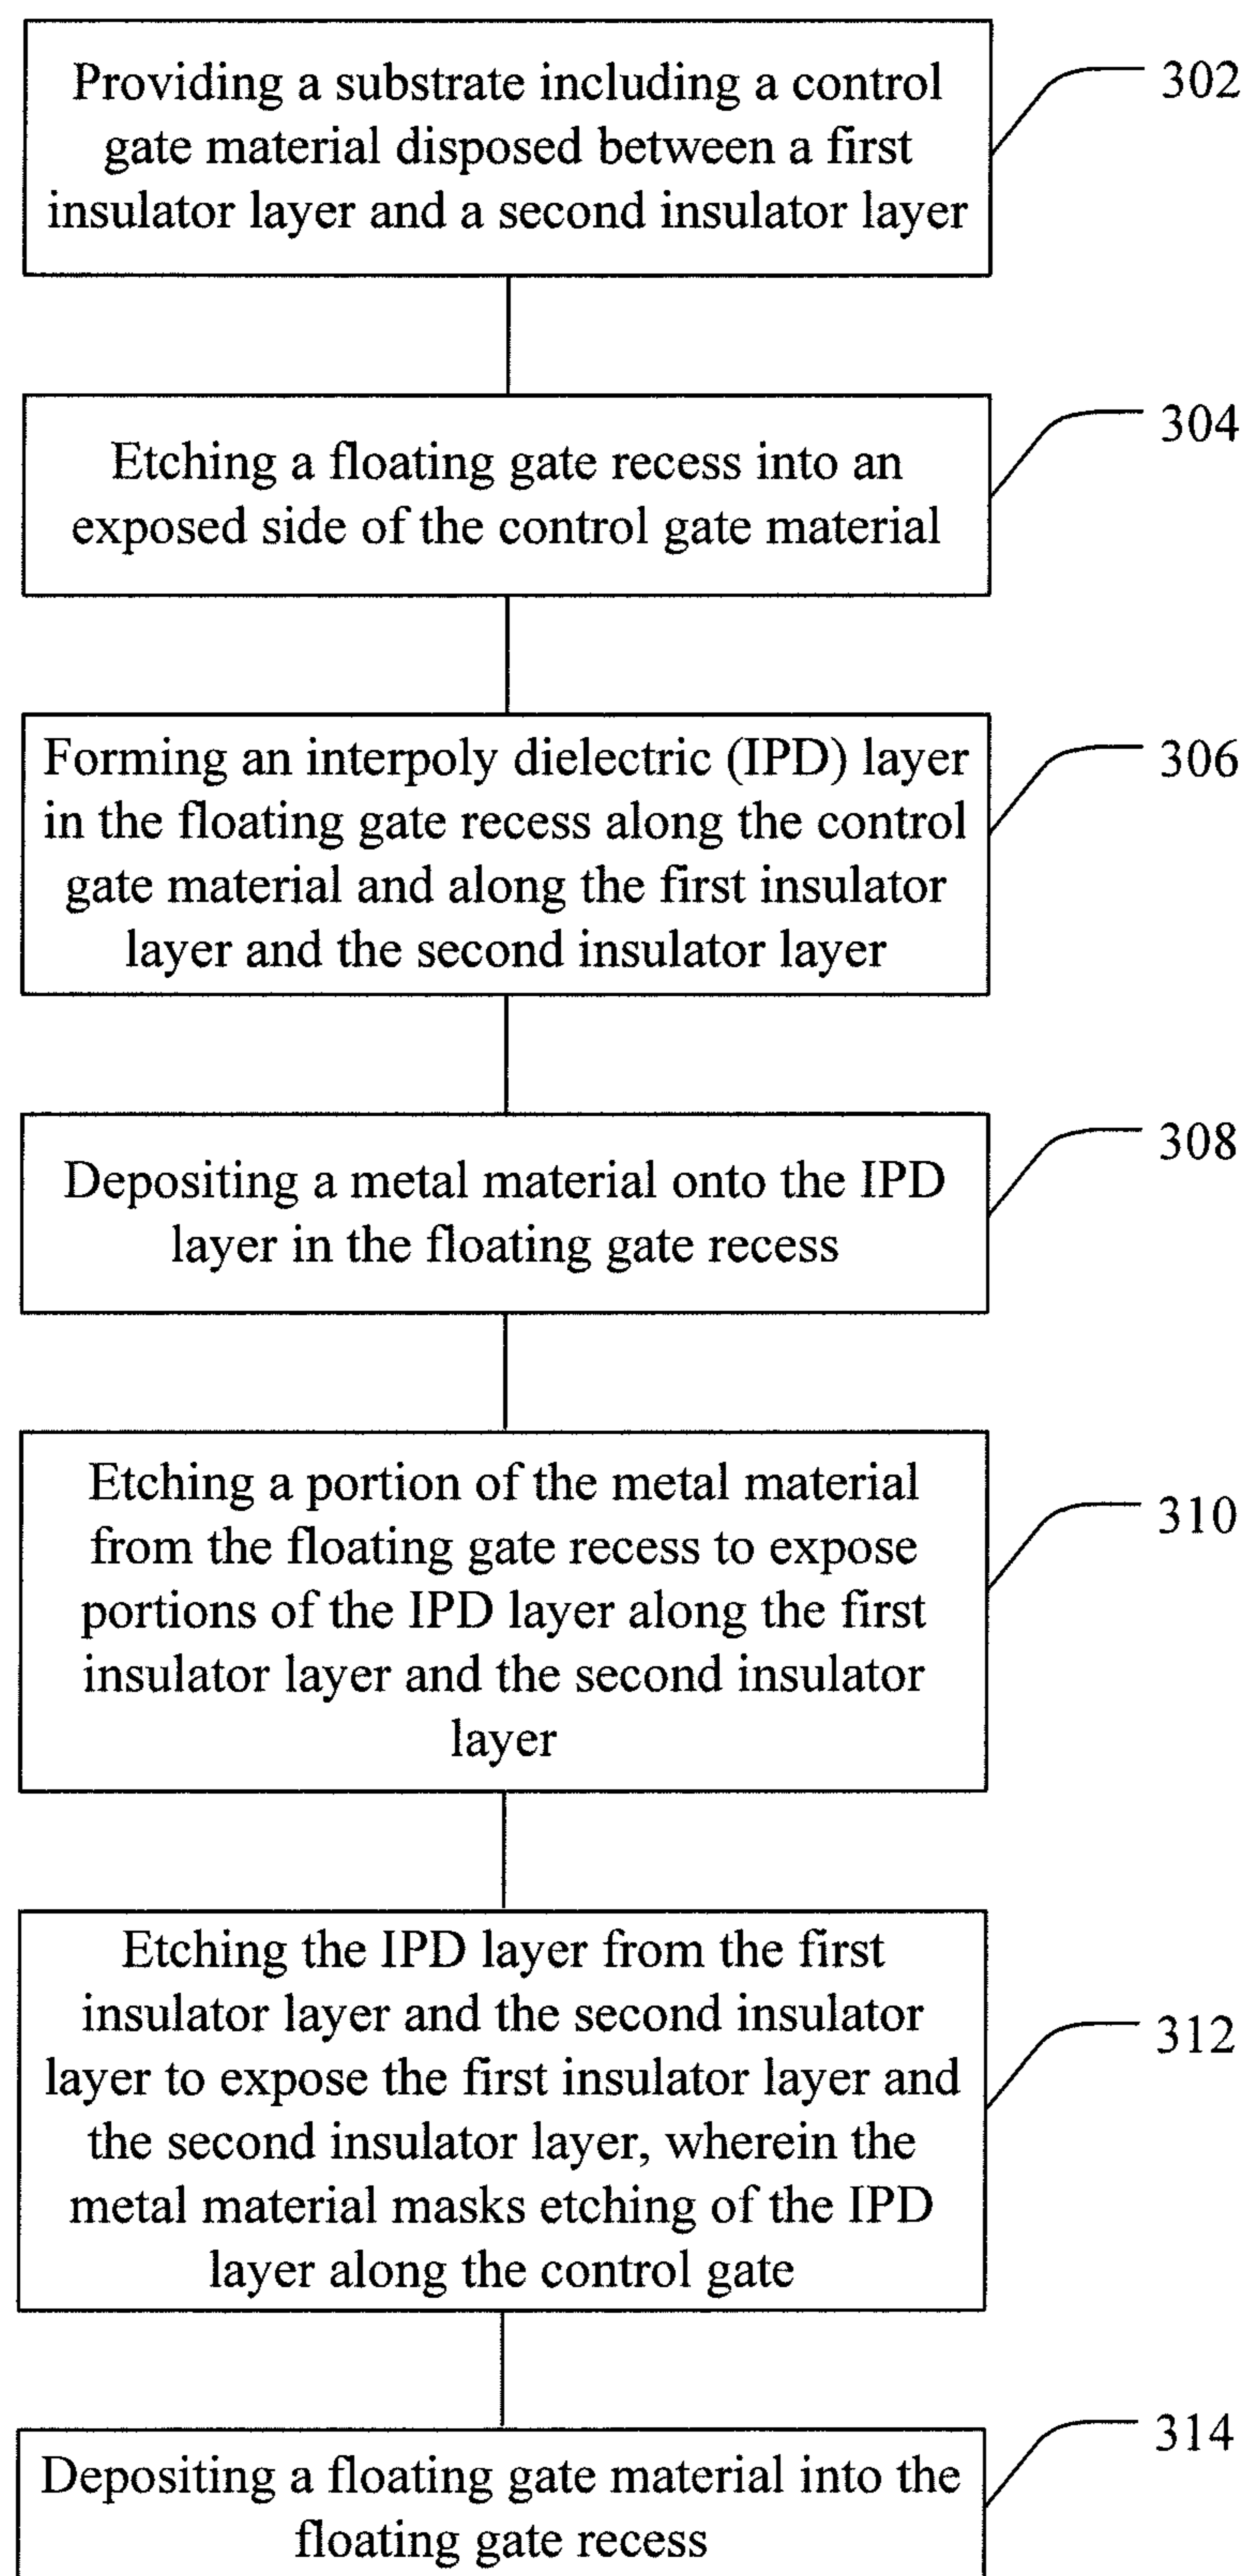 Providing a substrate including a control
gate material disposed between a first
insulator layer and a second insulator layer
302
Etching a floating gate recess into an
exposed side of the control gate material
304
Forming an interpoly dielectric (IPD) layer
in the floating gate recess along the control
gate material and along the first insulator
layer and the second insulator layer
306
Depositing a metal material onto the IPD
layer in the floating gate recess
308
Etching a portion of the metal material
from the floating gate recess to expose
portions of the IPD layer along the first
insulator layer and the second insulator
layer
310
Etching the IPD layer from the first
insulator layer and the second insulator
layer to expose the first insulator layer and
the second insulator layer, wherein the
metal material masks etching of the IPD
layer along the control gate
312
Depositing a floating gate material into the
floating gate recess
314